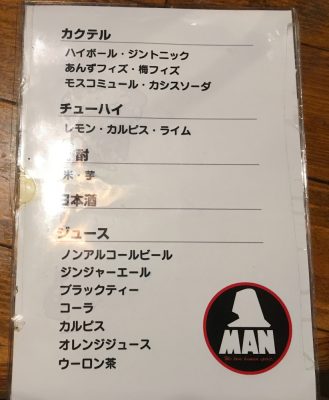 カクテル
ハイボール・ジントニック
あんずフィズ・梅フィズ
モスコミュール・カシスソーダ
チューハイ
レモン・カルピス・ライム
焼酎
米・芋
日本酒
ジュース
ノンアルコールビール
ジンジャーエール
ブラックティー
コーラ
カルピス
オレンジジュース
ウーロン茶
MAN